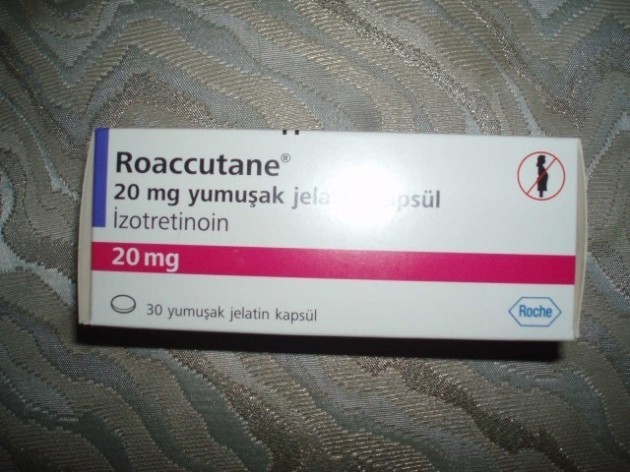 Roaccutane®
20 mg yumuşak
İzotretinoin
20 mg
30 yumuşak jelatin kapsül
Roche